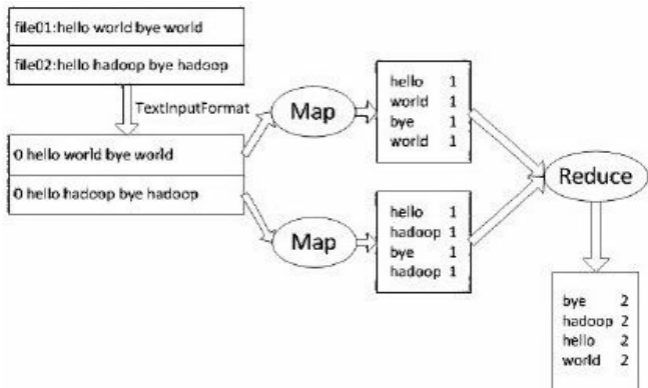 file01:hello world bye world
file02:hello hadoop bye hadoop
TextInputFormat
0 hello world bye world
0 hello hadoop bye hadoop
Map
hello 1
world 1
bye 1
world 1
Map
hello 1
hadoop 1
bye 1
hadoop 1
Reduce
bye 2
hadoop 2
hello 2
world 2